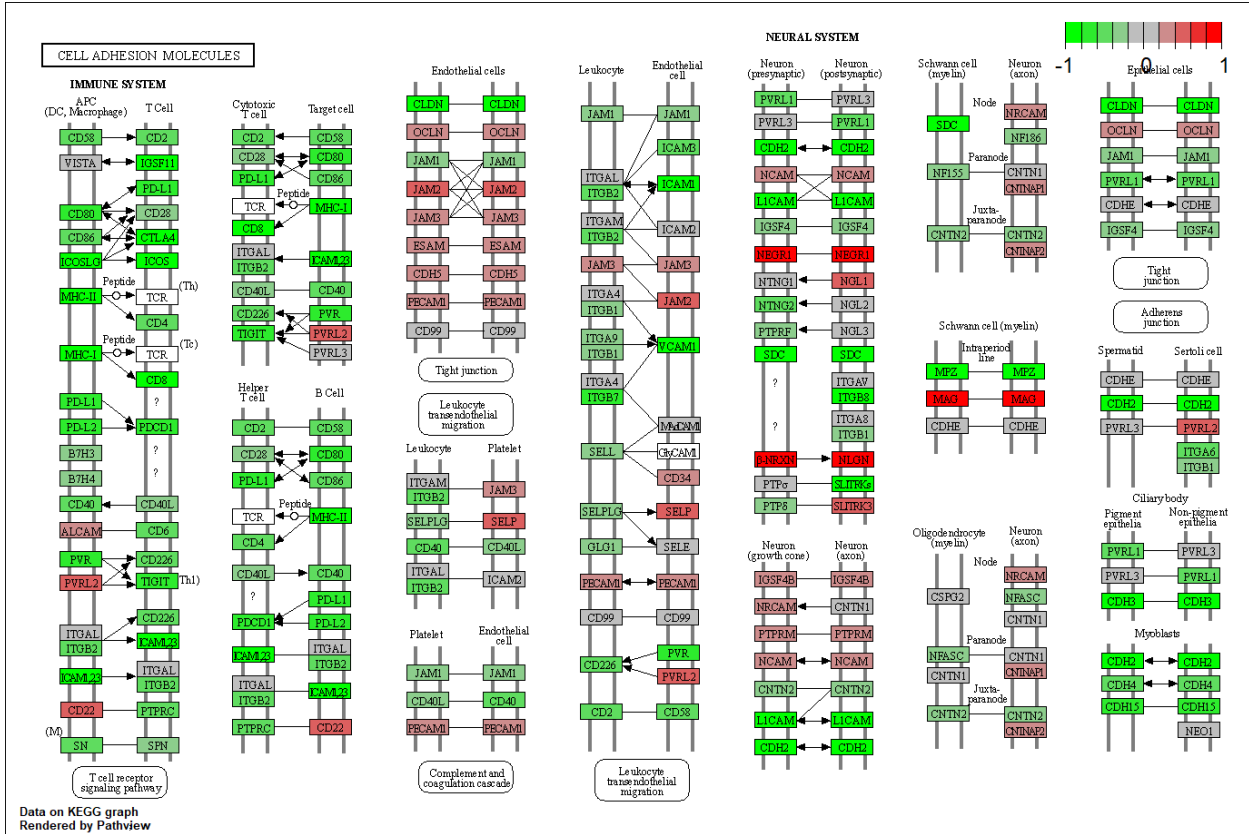 CELL ADHESION MOLECULES
NEURAL SYSTEM
-1 0 1
IMMUNE SYSTEM
APC
(DC, Macrophage)
T Cell
CD58
CD2
VISTA
IGSF11
PD-L1
CD80
CD28
CD86
CTLA4
ICOSLG
ICOS
Peptide
(Th)
MHC-II
TCR
CD4
Peptide
(Tc)
MHC-I
TCR
CD8
PD-L1
?
PD-L2
PDCD1
B7H3
?
B7H4
?
CD40
CD40L
ALCAM
CD6
PVR
CD226
PVRL2
TIGIT
Th1)
CD226
ITGAL
ITGB2
ICAM1,23
ICAM1,23
ITGAL
ITGB2
CD22
PTPRC
(M)
SN
SPN
T cell receptor
signaling pathway
Cytotoxic
T cell
Target cell
CD2
CD58
CD28
CD80
PD-L1
CD86
Peptide
TCR
MHC-I
CD8
ITGAL
ITGB2
ICAM1,23
CD40L
CD40
CD226
PVR
TIGIT
PVRL2
PVRL3
Helper
T cell
B Cell
CD2
CD58
CD28
CD80
PD-L1
CD86
Peptide
TCR
MHC-II
CD4
CD40L
CD40
?
PD-L1
PDCD1
PD-L2
ICAM1,23
ITGAL
ITGB2
ITGAL
ITGB2
ICAM1,23
PTPRC
CD22
Endothelial cells
CLDN
CLDN
OCLN
OCLN
JAM1
JAM1
JAM2
JAM2
JAM3
JAM3
ESAM
ESAM
CDH5
CDH5
PECAM1
PECAM1
CD99
CD99
Tight junction
Leukocyte
transendothelial
migration
Leukocyte
Platelet
ITGAM
ITGB2
JAM3
SELPLG
SELP
CD40
CD40L
ITGAL
ITGB2
ICAM2
Platelet
Endothelial
cell
JAM1
JAM1
CD40L
CD40
PECAM1
PECAM1
Complement and
coagulation cascade
Leukocyte
Endothelial
cell
JAM1
JAM1
ICAM3
ITGAL
ITGB2
ICAM1
ITGAM
ITGB2
ICAM2
JAM3
JAM3
ITGA4
ITGB1
JAM2
ITGA9
ITGB1
VCAM1
ITGA4
ITGB7
MAdCAM1
SELL
GlyCAM1
CD34
SELPLG
SELP
GLG1
SELE
PECAM1
PECAM1
CD99
CD99
CD226
PVR
PVRL2
CD2
CD58
Leukocyte
transendothelial
migration
Neuron
(presynaptic)
Neuron
(postsynaptic)
PVRL1
PVRL3
PVRL3
PVRL1
CDH2
CDH2
NCAM
NCAM
L1CAM
L1CAM
IGSF4
IGSF4
NEGR1
NEGR1
NTNG1
NGL1
NTNG2
NGL2
PTPRF
NGL3
SDC
SDC
?
ITGAV
ITGB8
?
ITGA8
ITGB1
β-NRXN
NLGN
PTPσ
SLITRKs
PTPδ
SLITRK3
Neuron
(growth cone)
Neuron
(axon)
IGSF4B
IGSF4B
NRCAM
CNTN1
PTPRM
PTPRM
NCAM
NCAM
CNTN2
CNTN2
L1CAM
L1CAM
CDH2
CDH2
Schwann cell
(myelin)
Neuron
(axon)
Node
SDC
NRCAM
NF186
Paranode
NF155
CNTN1
CNTNAP1
Juxta-
paranode
CNTN2
CNTN2
CNTNAP2
Schwann cell (myelin)
Intraperiod
line
MPZ
MPZ
MAG
MAG
CDHE
CDHE
Oligodendrocyte
(myelin)
Neuron
(axon)
Node
NRCAM
CSPG2
NFASC
CNTN1
Paranode
NFASC
CNTN1
CNTN1
CNTNAP1
Juxta-
paranode
CNTN2
CNTN2
CNTNAP2
Epithelial cells
CLDN
CLDN
OCLN
OCLN
JAM1
JAM1
PVRL1
PVRL1
CDHE
CDHE
IGSF4
IGSF4
Tight
junction
Adherens
junction
Spermatid
Sertoli cell
CDHE
CDHE
CDH2
CDH2
PVRL3
PVRL2
ITGA6
ITGB1
Ciliary body
Pigment
epithelia
Non-pigment
epithelia
PVRL1
PVRL3
PVRL3
PVRL1
CDH3
CDH3
Myoblasts
CDH2
CDH2
CDH4
CDH4
CDH15
CDH15
NEO1
Data on KEGG graph
Rendered by Pathview